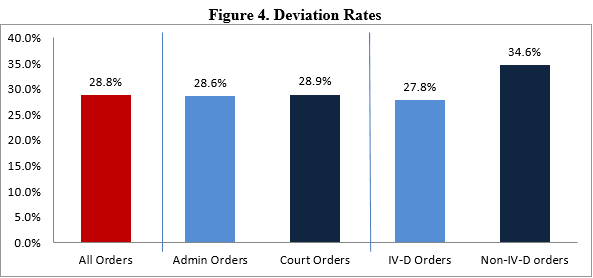 Figure 4. Deviation Rates
40.0%
35.0%
30.0%
25.0%
20.0%
15.0%
10.0%
5.0%
0.0%
28.8%
28.6%
28.9%
27.8%
34.6%
All Orders
Admin Orders
Court Orders
IV-D Orders
Non-IV-D orders